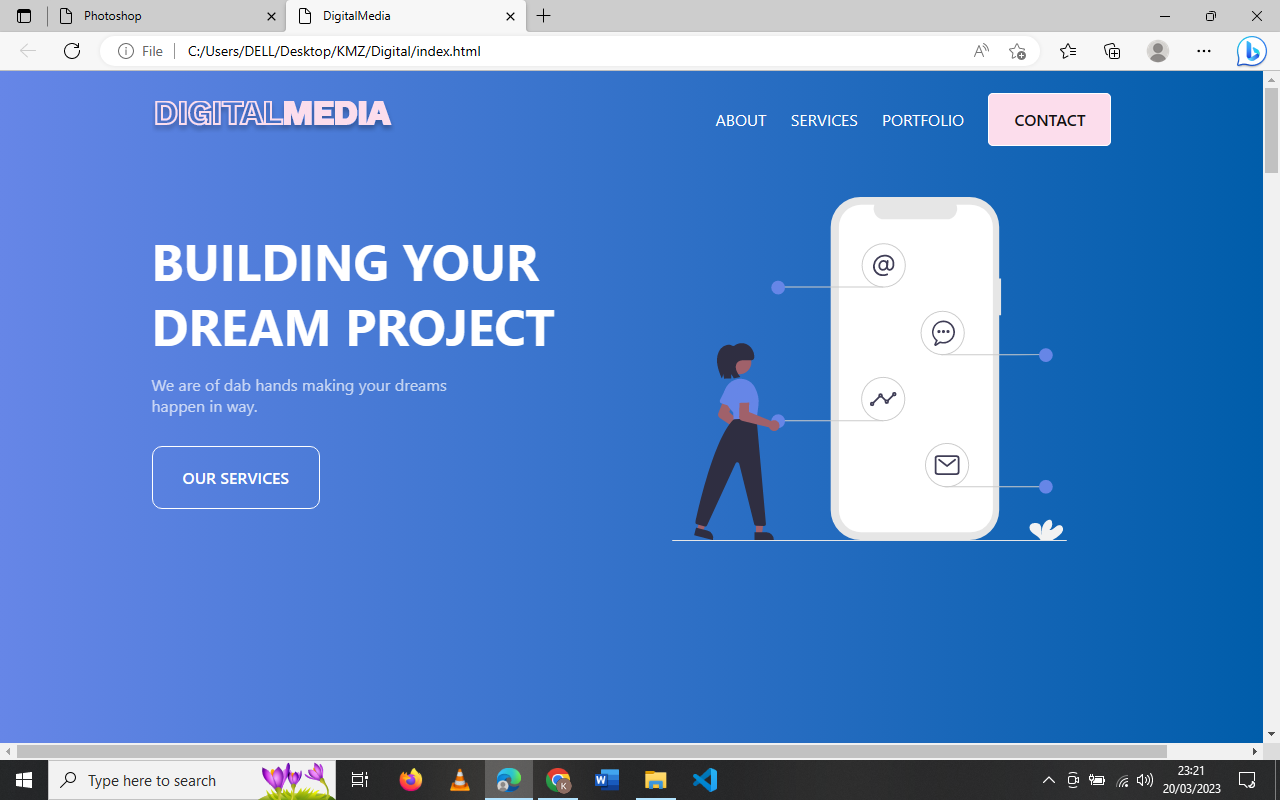 Photoshop
DigitalMedia
File
C:/Users/DELL/Desktop/KMZ/Digital/index.html
DIGITALMEDIA
ABOUT
SERVICES
PORTFOLIO
CONTACT
BUILDING YOUR
DREAM PROJECT
We are of dab hands making your dreams
happen in way.
OUR SERVICES
@
Type here to search
K
W
23:21
20/03/2023